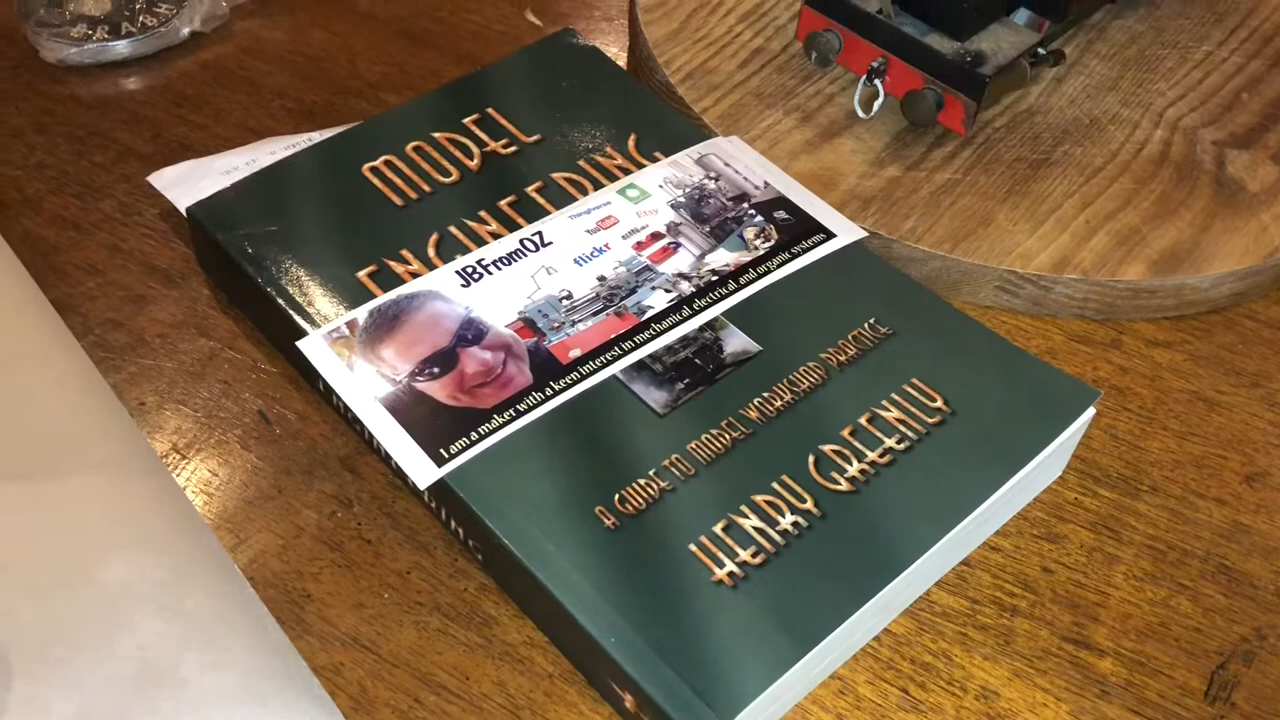 MODEL
ENGINEERING
JBFromOZ
Thingiverse
YouTube
Etsy
flickr
I am a maker with a keen interest in mechanical, electrical, and organic systems
A GUIDE TO MODEL WORKSHOP PRACTICE
HENRY GREENLY